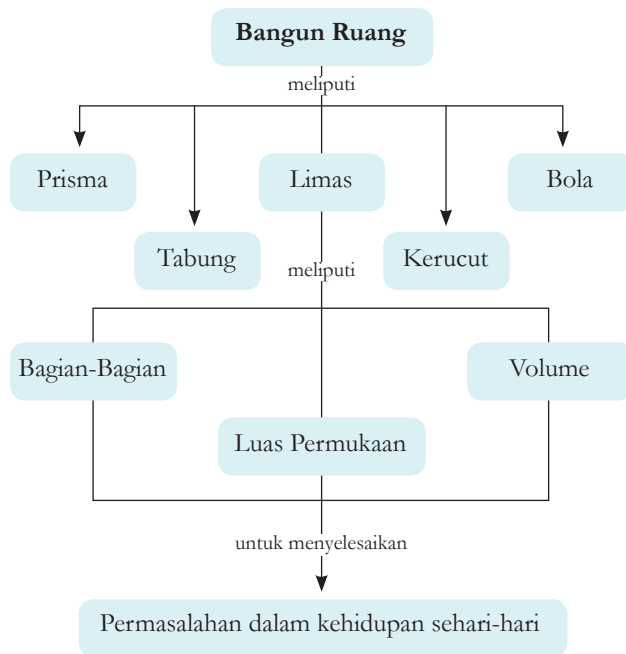 Bangun Ruang
meliputi
Prisma
Limas
Bola
Tabung
Kerucut
meliputi
Bagian-Bagian
Volume
Luas Permukaan
untuk menyelesaikan
Permasalahan dalam kehidupan sehari-hari